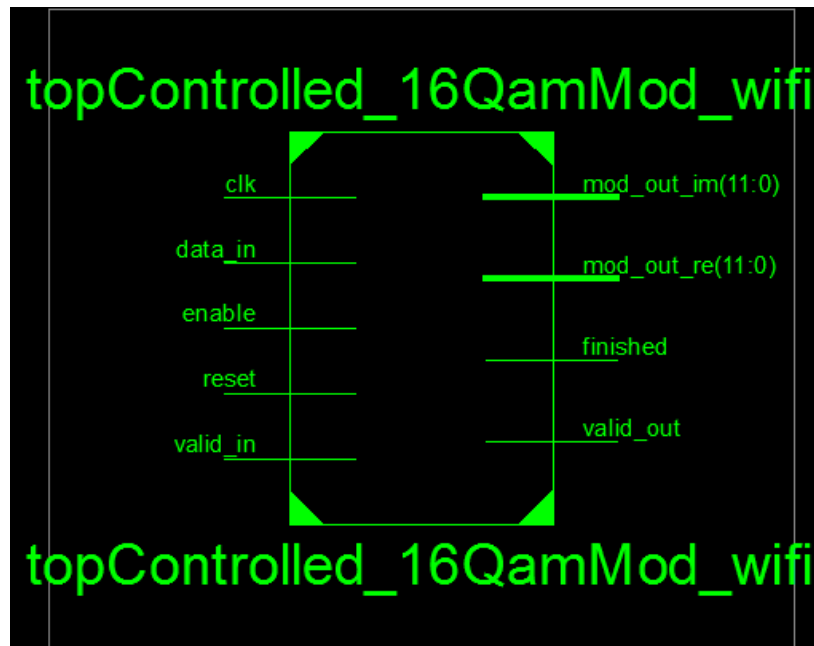 topControlled_16QamMod_wifi
clk
mod_out_im(11:0)
data_in
mod_out_re(11:0)
enable
finished
reset
valid_in
valid_out
topControlled_16QamMod_wifi